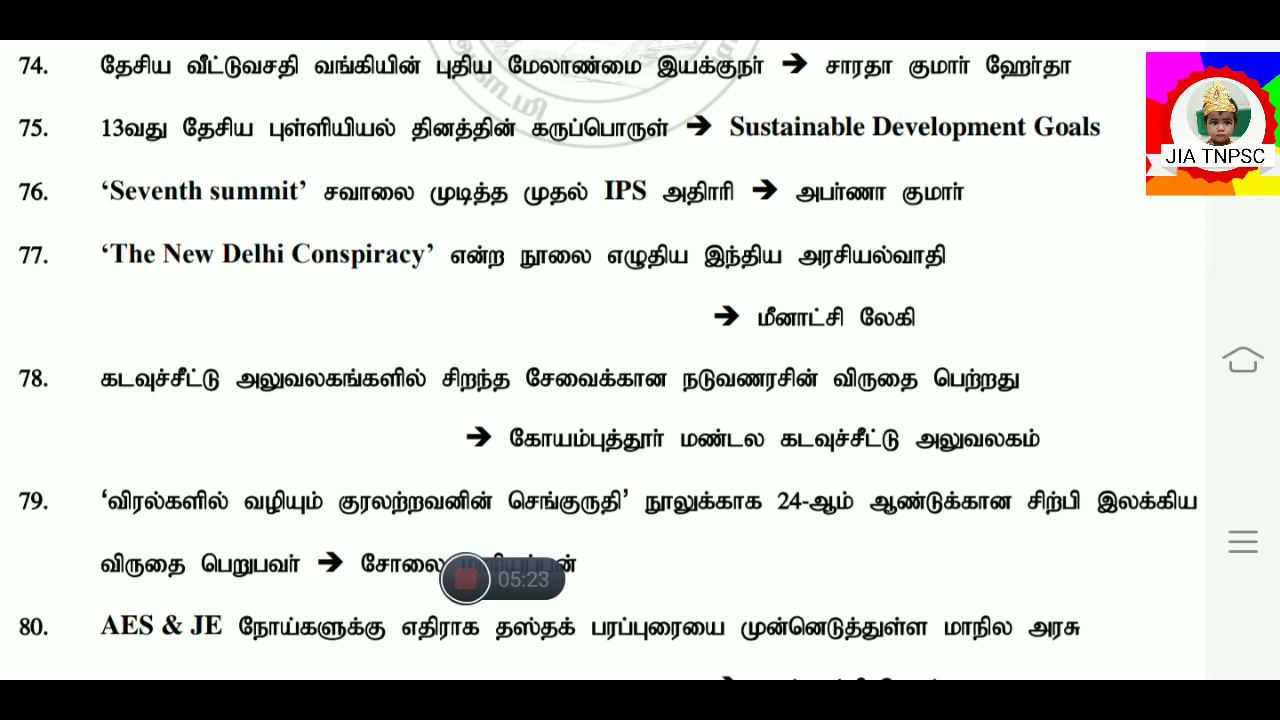 74. தேசிய வீட்டுவசதி வங்கியின் புதிய மேலாண்மை இயக்குநர் → சாரதா குமார் ஹோ்தா
75. 13வது தேசிய புள்ளியியல் தினத்தின் கருப்பொருள் → Sustainable Development Goals
JIA TNPSC
76. ‘Seventh summit’ சவாலை முடித்த முதல் IPS அதிாரி → அபர்ணா குமார்
77. ‘The New Delhi Conspiracy’ என்ற நூலை எழுதிய இந்திய அரசியல்வாதி
→ மீனாட்சி லேகி
78. கடவுச்சீட்டு அலுவலகங்களில் சிறந்த சேவைக்கான நடுவணரசின் விருதை பெற்றது
→ கோயம்புத்தூர் மண்டல கடவுச்சீட்டு அலுவலகம்
79. ‘விரல்களில் வழியும் குரலற்றவனின் செங்குருதி’ நூலுக்காக 24-ஆம் ஆண்டுக்கான சிற்பி இலக்கிய
விருதை பெறுபவர் → சோலை
05:23
80. AES & JE நோய்களுக்கு எதிராக தஸ்தக் பரப்புரையை முன்னெடுத்துள்ள மாநில அரசு